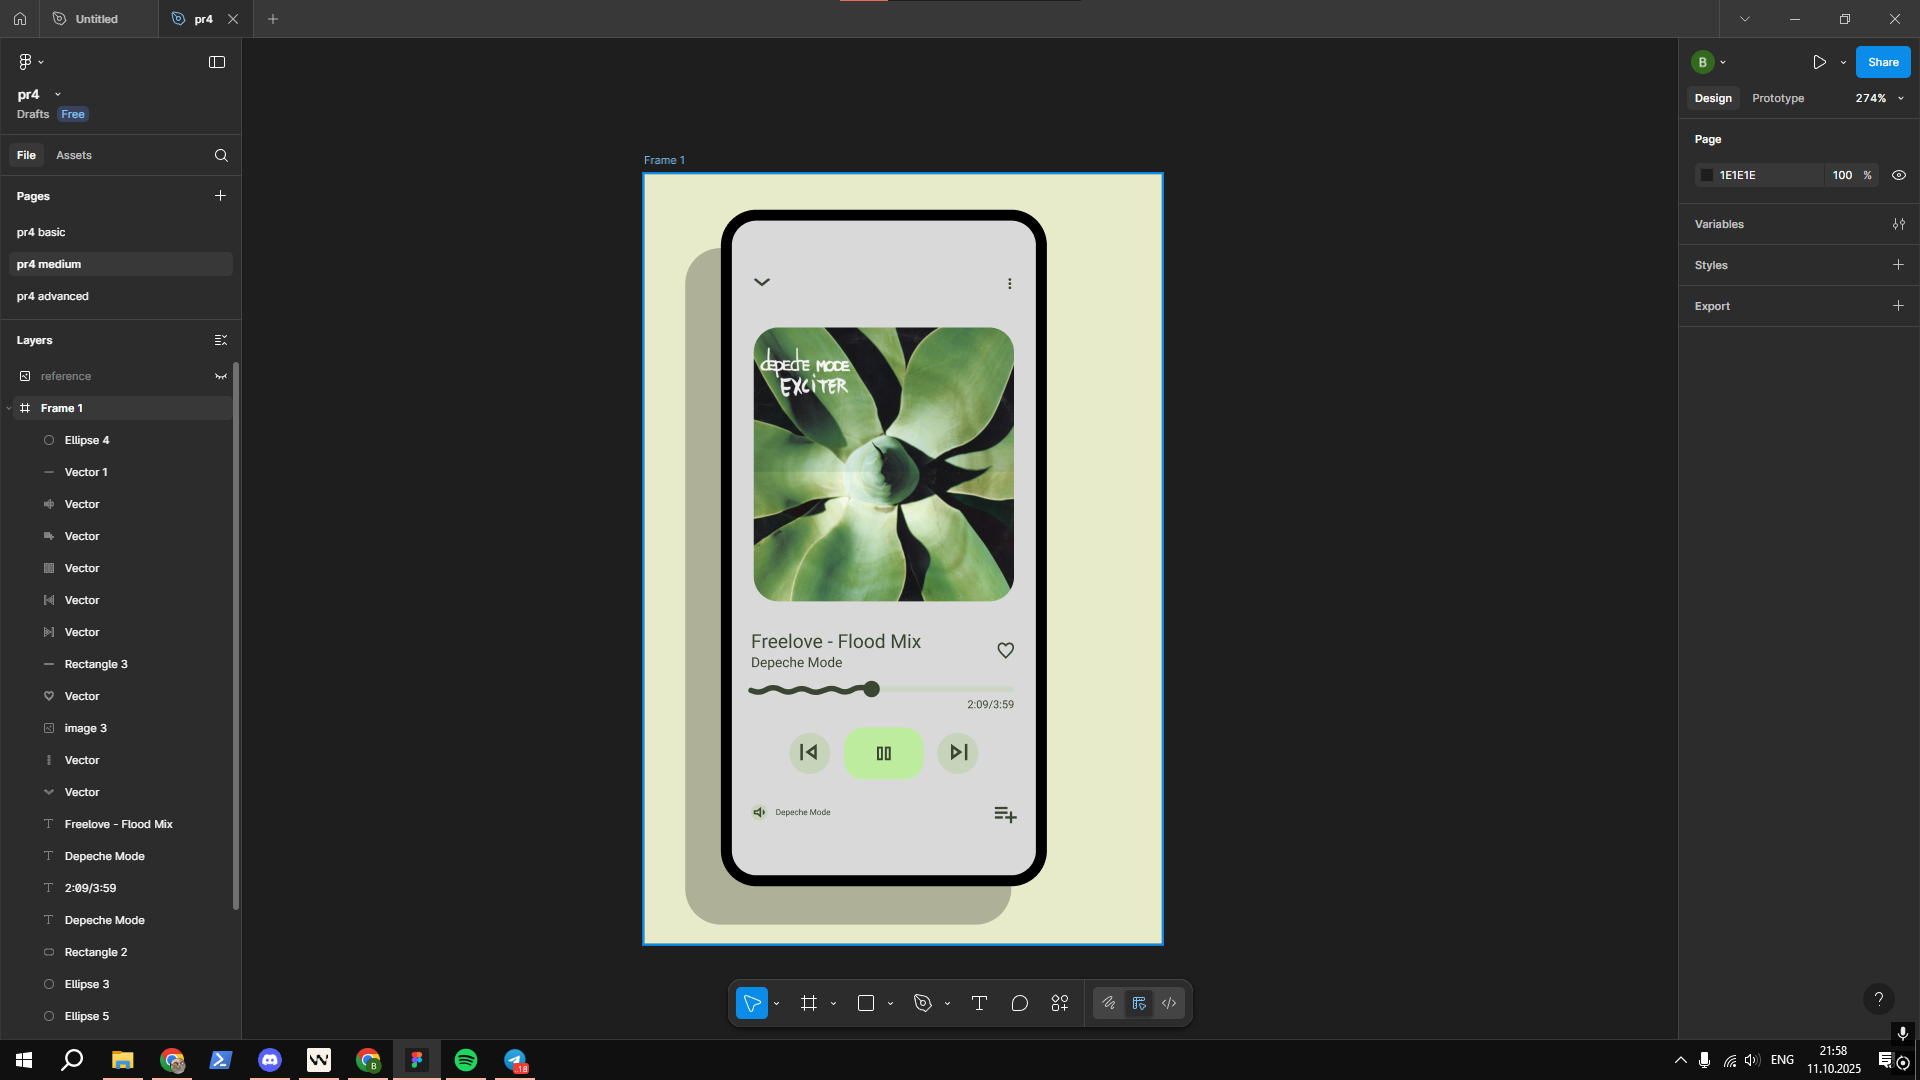 Untitled
pr4
pr4
Drafts
Free
File
Assets
Pages
pr4 basic
pr4 medium
pr4 advanced
Layers
reference
Frame 1
Ellipse 4
Vector 1
Vector
Vector
Vector
Vector
Vector
Rectangle 3
Vector
image 3
Vector
Vector
Freelove - Flood Mix
Depeche Mode
2:09/3:59
Depeche Mode
Rectangle 2
Ellipse 3
Ellipse 5
Frame 1
depeche MODE
EXCITER
Freelove - Flood Mix
Depeche Mode
2:09/3:59
Depeche Mode
B
Share
Design
Prototype
274%
Page
1E1E1E
100 %
Variables
Styles
Export
?
B
18
ENG
21:58
11.10.2025